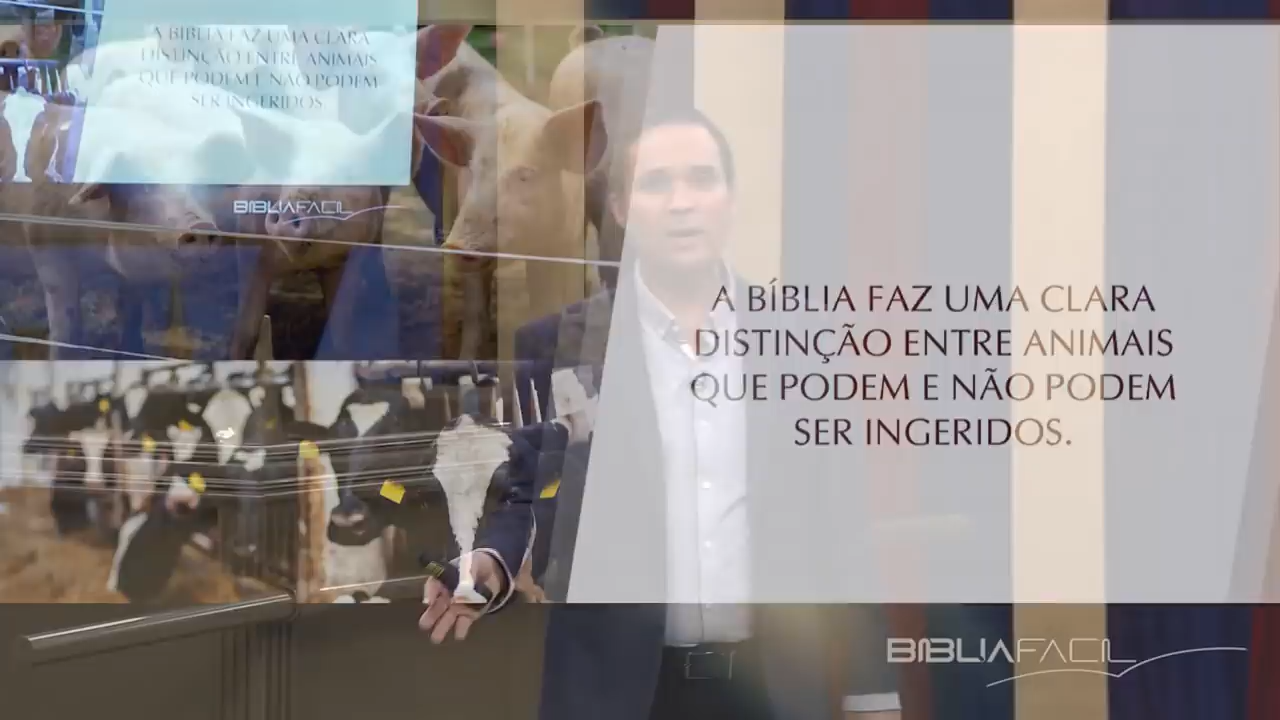 A BÍBLIA FAZ UMA CLARA
DISTINÇÃO ENTRE ANIMAIS
QUE PODEM E NÃO PODEM
SER INGERIDOS
BIBLIAFACIL
A BÍBLIA FAZ UMA CLARA
DISTINÇÃO ENTRE ANIMAIS
QUE PODEM E NÃO PODEM
SER INGERIDOS.
BIBLIAFACIL